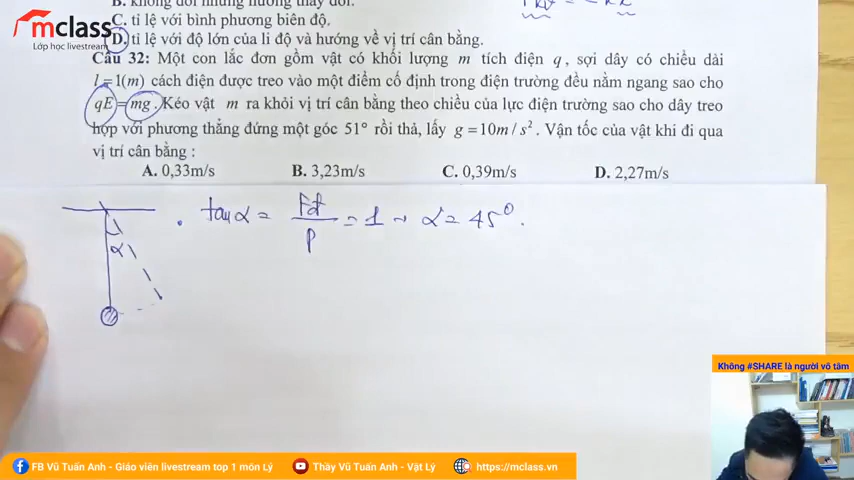 B. không đổi nhưng hướng thay đổi.
C. tỉ lệ với bình phương biên độ.
D. tỉ lệ với độ lớn của li độ và hướng về vị trí cân bằng.
Câu 32: Một con lắc đơn gồm vật có khối lượng m tích điện q, sợi dây có chiều dài
l = 1(m) cách điện được treo vào một điểm cố định trong điện trường đều nằm ngang sao cho
qE = mg. Kéo vật m ra khỏi vị trí cân bằng theo chiều của lực điện trường sao cho dây treo
hợp với phương thẳng đứng một góc 51° rồi thả, lấy g = 10m/s². Vận tốc của vật khi đi qua
vị trí cân bằng :
A. 0,33m/s B. 3,23m/s C. 0,39m/s D. 2,27m/s
tanα = Fđ/P = 1 → α = 45°.
α
mclass
Lớp học livestream
Không #SHARE là người vô tâm
FB Vũ Tuấn Anh - Giáo viên livestream top 1 môn Lý
Thầy Vũ Tuấn Anh - Vật Lý
https://mclass.vn